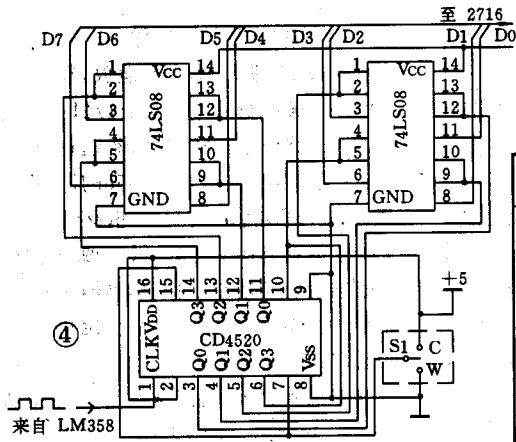 至 2716
D7 D6 D5 D4 D3 D2 D1 D0
1 VCC 14
2 13
3 12
4 11
5 10
6 9
7 GND 8
74LS08
1 VCC 14
2 13
3 12
4 11
5 10
6 9
7 GND 8
74LS08
16 15 14 13 12 11 10 9
VDD Q3 Q2 Q1 Q0
CD4520
CLK Q0 Q1 Q2 Q3 VSS
1 2 3 4 5 6 7 8
④
+5
S1 C
W
来自 LM358